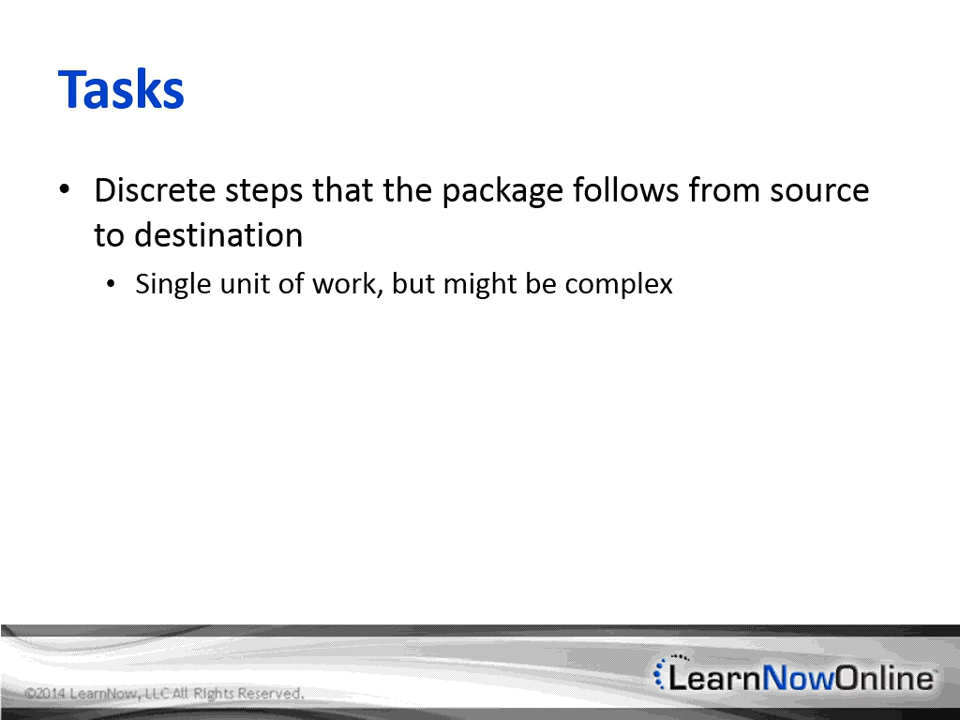 Tasks
• Discrete steps that the package follows from source
to destination
• Single unit of work, but might be complex
©2014 LearnNow, LLC All Rights Reserved.
LearnNowOnline